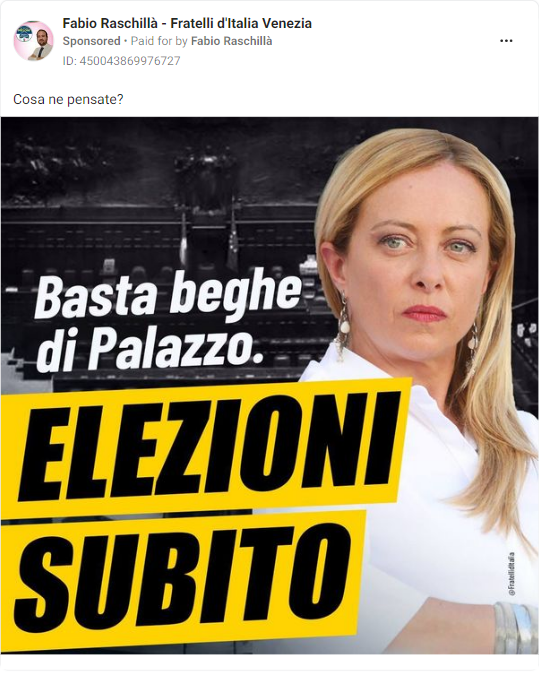 Fabio Raschillà - Fratelli d'Italia Venezia
Sponsored • Paid for by Fabio Raschillà
ID: 450043869976727
Cosa ne pensate?
Basta beghe
di Palazzo.
ELEZIONI
SUBITO
@FratellidItalia